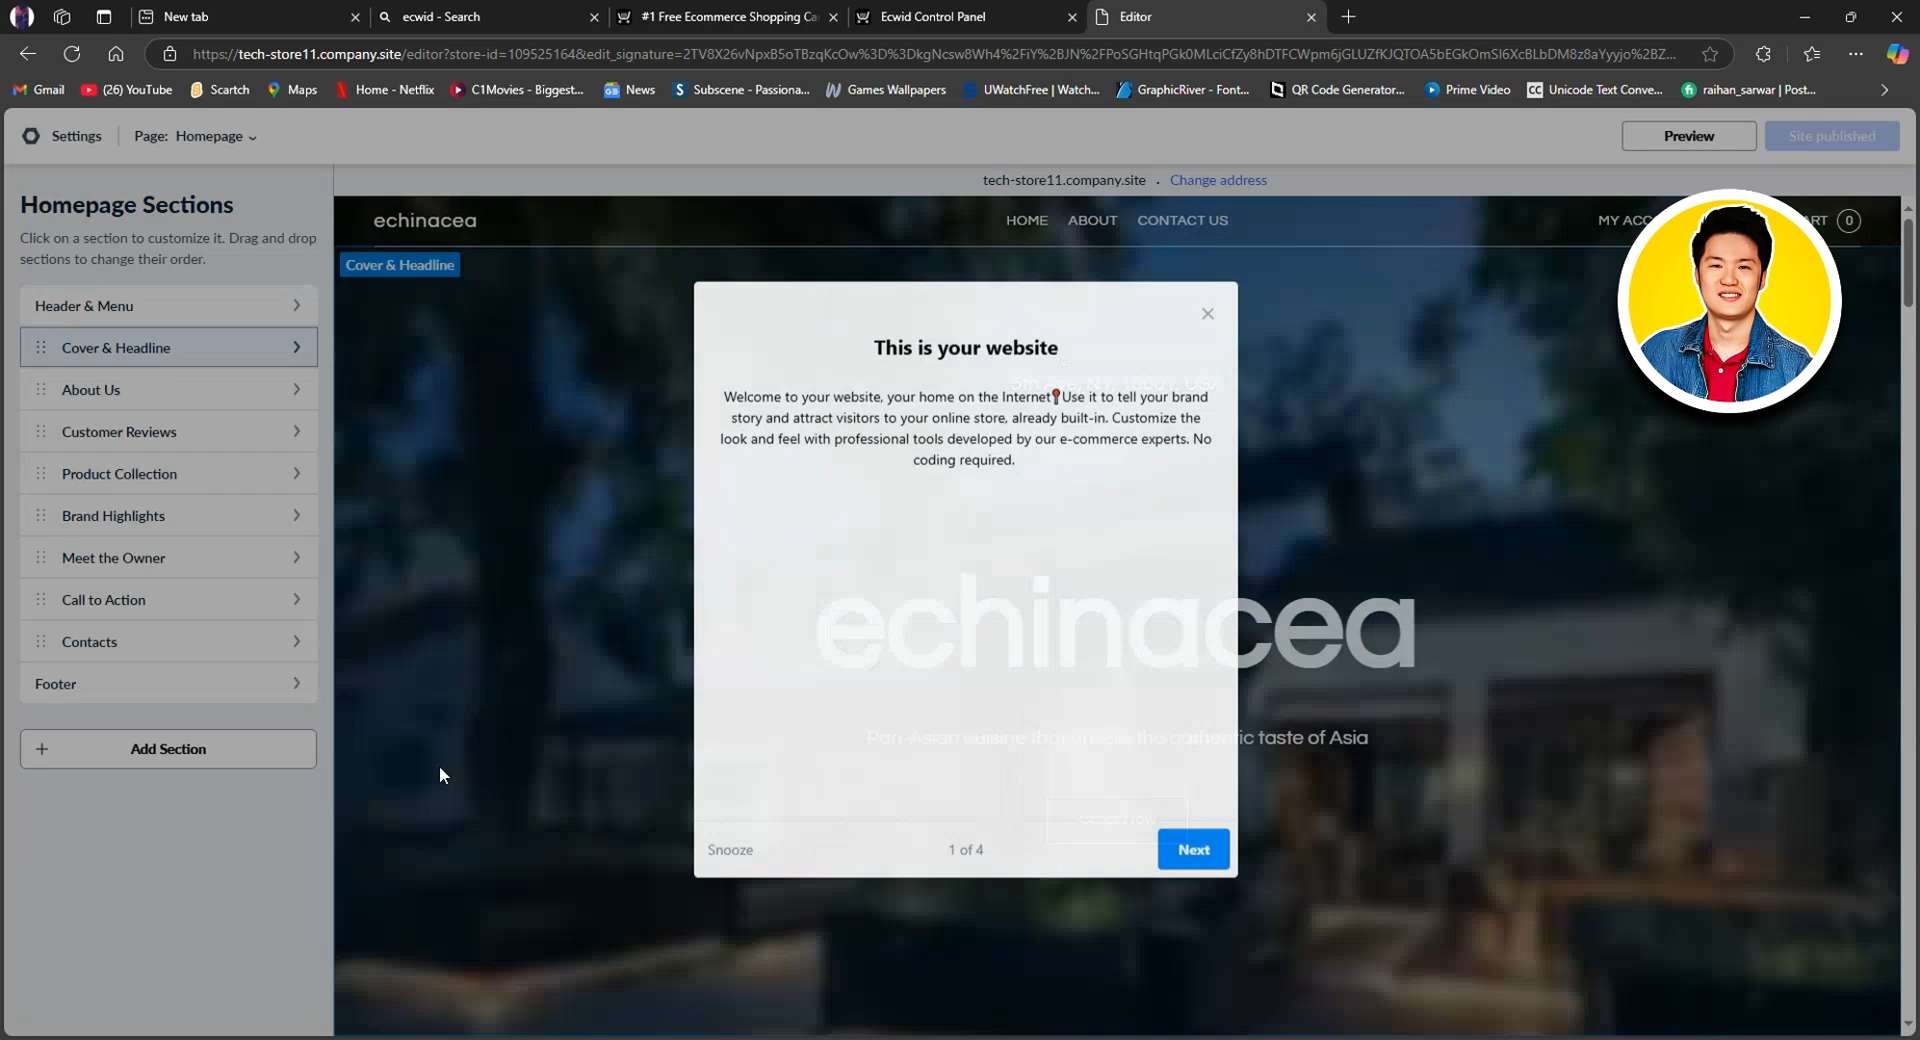 New tab
ecwid - Search
#1 Free Ecommerce Shopping Ca
Ecwid Control Panel
Editor
https://tech-store11.company.site/editor?store-id=109525164&edit_signature=2TV8X26vNpxB5oTBzqKcOw%3D%3DkgNcsw8Wh4%2FiY%2BJN%2FPoSGHtqPGk0MLciCfZy8hDTFCWpm6jGLUZfKJQTOA5bEGkOmSI6XcBLbDM8z8aYyyjo%2BZ...
Gmail
(26) YouTube
Scartch
Maps
Home - Netflix
C1Movies - Biggest...
News
Subscene - Passiona...
Games Wallpapers
UWatchFree | Watch...
GraphicRiver - Font...
QR Code Generator...
Prime Video
CC Unicode Text Conve...
raihan_sarwar | Post...
Settings
Page: Homepage
Preview
Site published
tech-store11.company.site . Change address
Homepage Sections
Click on a section to customize it. Drag and drop
sections to change their order.
Header & Menu
Cover & Headline
About Us
Customer Reviews
Product Collection
Brand Highlights
Meet the Owner
Call to Action
Contacts
Footer
Add Section
echinacea
HOME
ABOUT
CONTACT US
MY ACC
ART
0
Cover & Headline
This is your website
Welcome to your website, your home on the Internet📍Use it to tell your brand
story and attract visitors to your online store, already built-in. Customize the
look and feel with professional tools developed by our e-commerce experts. No
coding required.
echinacea
Pan-Asian cuisine that the authentic taste of Asia
Snooze
1 of 4
Next